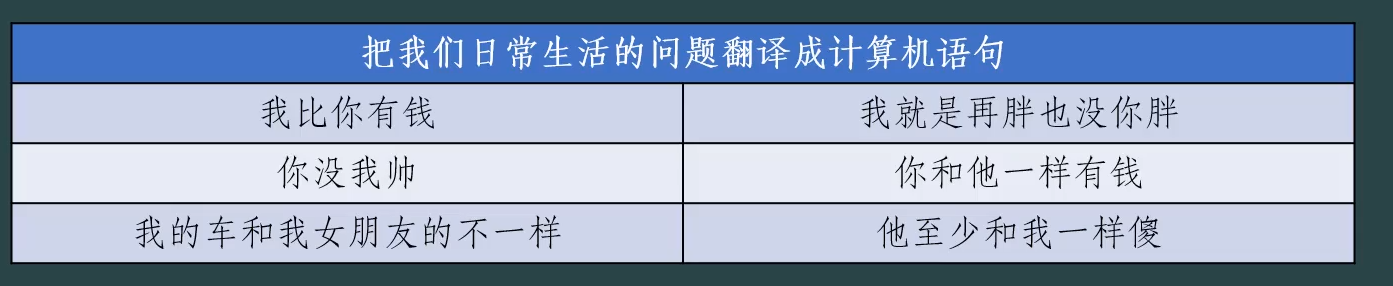 把我们日常生活的问题翻译成计算机语句
我比你有钱
我就是再胖也没你胖
你没我帅
你和他一样有钱
我的车和我女朋友的不一样
他至少和我一样傻